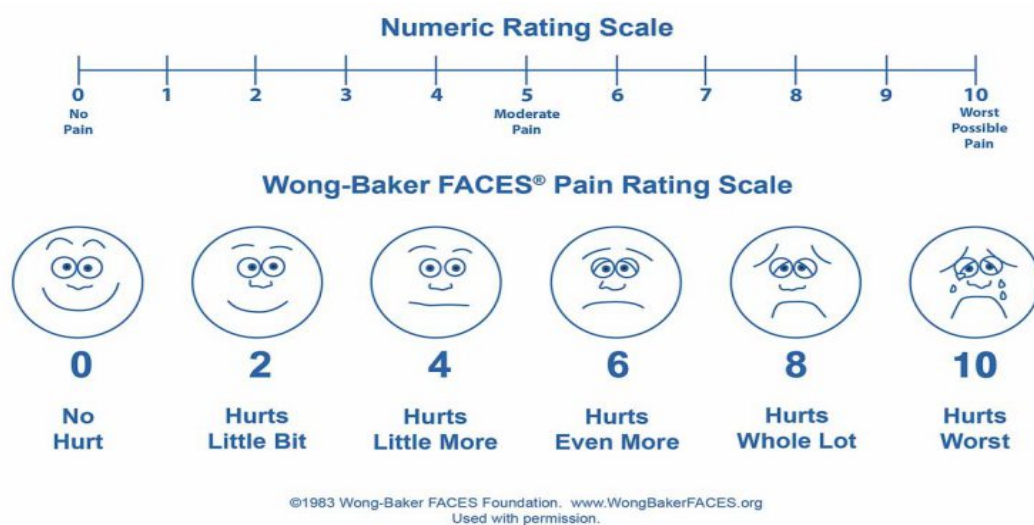 Numeric Rating Scale
0 1 2 3 4 5 6 7 8 9 10
No
Pain
Moderate
Pain
Worst
Possible
Pain
Wong-Baker FACES® Pain Rating Scale
0 2 4 6 8 10
No
Hurt
Hurts
Little Bit
Hurts
Little More
Hurts
Even More
Hurts
Whole Lot
Hurts
Worst
©1983 Wong-Baker FACES Foundation. www.WongBakerFACES.org
Used with permission.